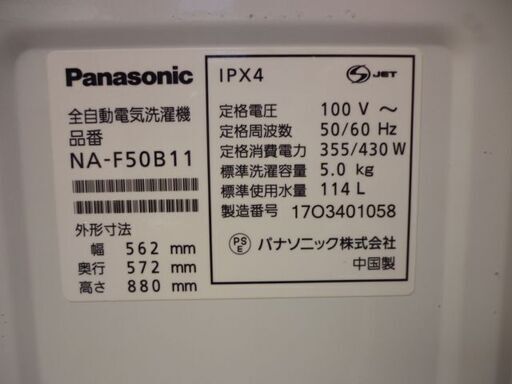 Panasonic
全自動電気洗濯機
品番
NA-F50B11
外形寸法
幅 562 mm
奥行 572 mm
高さ 880 mm
IPX4
S JET
定格電圧 100 V ～
定格周波数 50/60 Hz
定格消費電力 355/430 W
標準洗濯容量 5.0 kg
標準使用水量 114 L
製造番号 17O3401058
PS E パナソニック株式会社
中国製